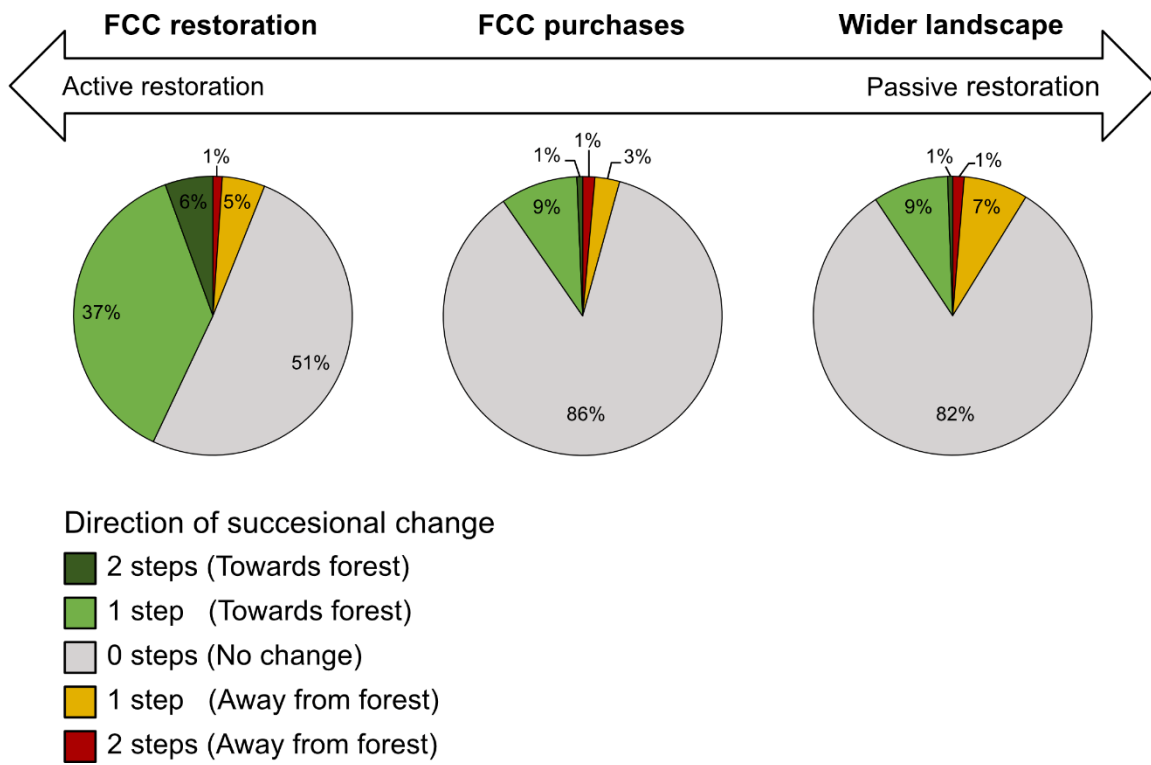 FCC restoration
FCC purchases
Wider landscape
Active restoration
Passive restoration
1%
6%
5%
37%
51%
1%
1%
3%
9%
86%
1%
1%
9%
7%
82%
Direction of succesional change
2 steps (Towards forest)
1 step (Towards forest)
0 steps (No change)
1 step (Away from forest)
2 steps (Away from forest)